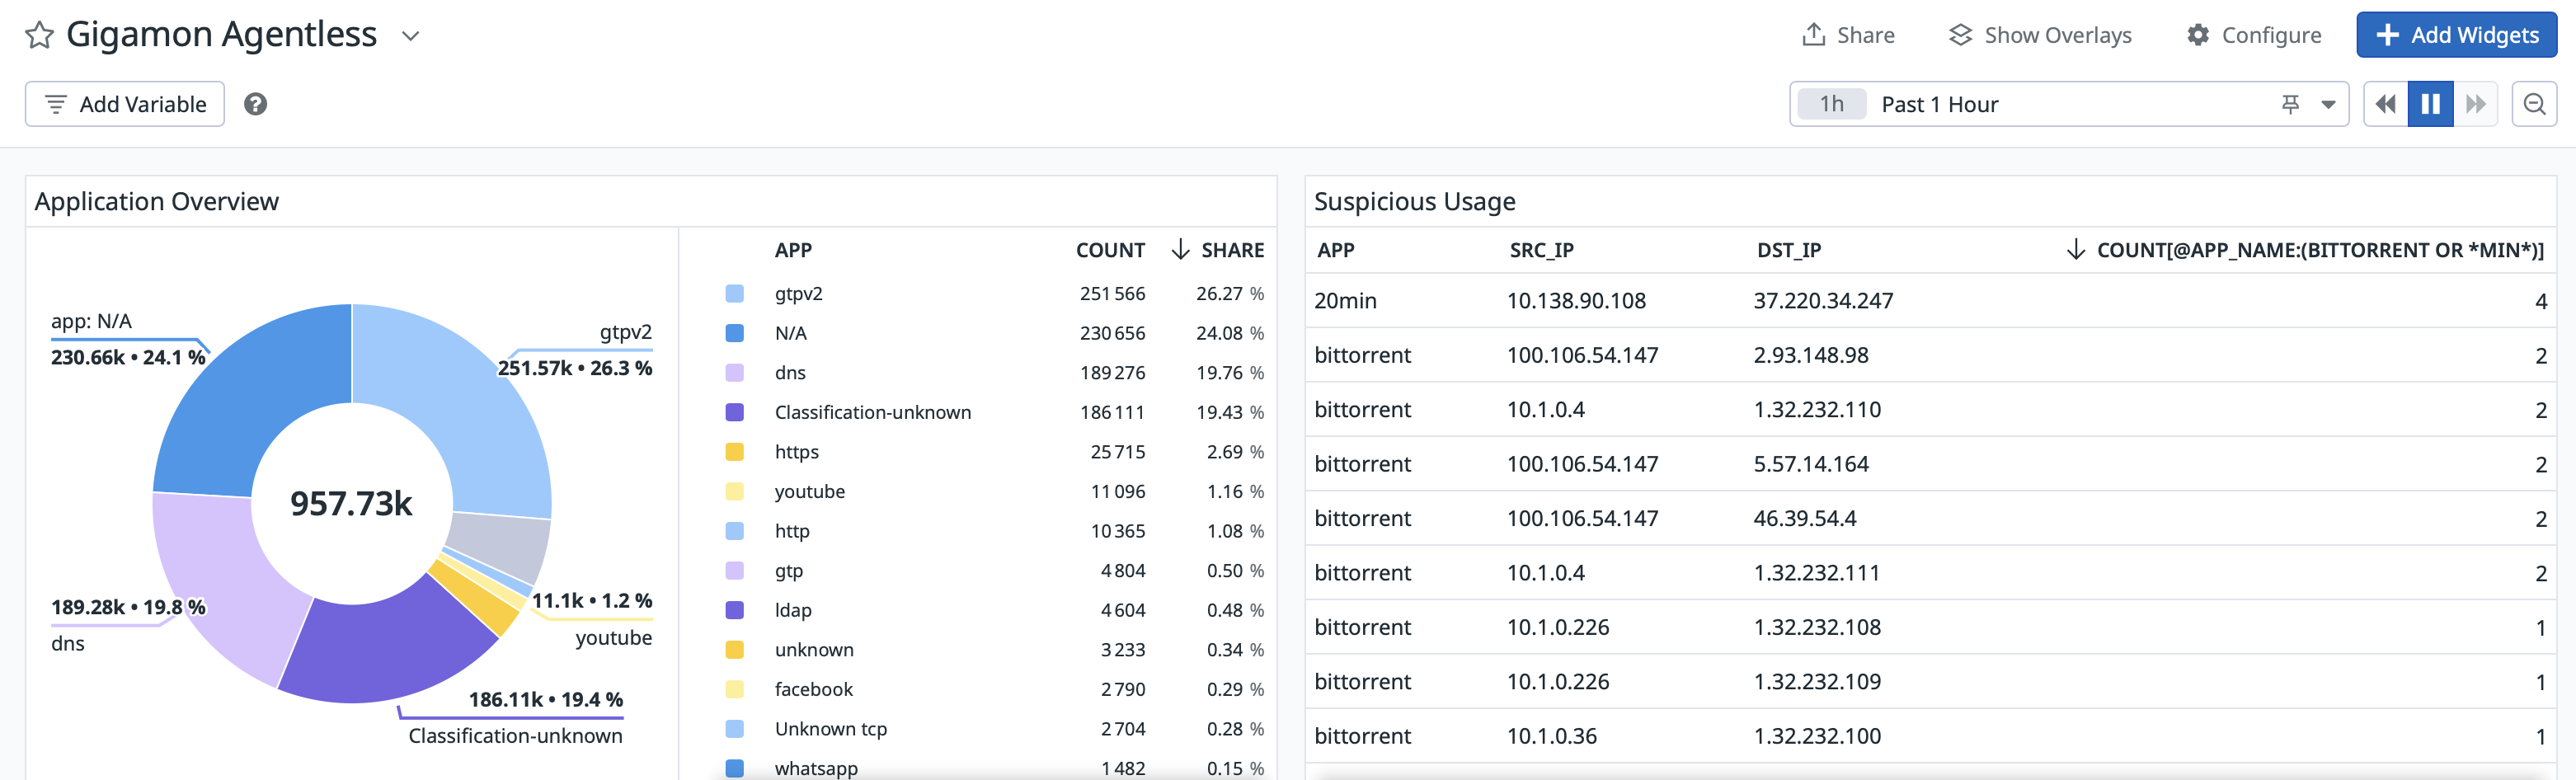 Gigamon Agentless
Share
Show Overlays
Configure
Add Widgets
Add Variable
1h Past 1 Hour
Application Overview
app: N/A
230.66k • 24.1 %
gtpv2
251.57k • 26.3 %
957.73k
189.28k • 19.8 %
dns
11.1k • 1.2 %
youtube
186.11k • 19.4 %
Classification-unknown
APP COUNT SHARE
gtpv2 251 566 26.27 %
N/A 230 656 24.08 %
dns 189 276 19.76 %
Classification-unknown 186 111 19.43 %
https 25 715 2.69 %
youtube 11 096 1.16 %
http 10 365 1.08 %
gtp 4 804 0.50 %
ldap 4 604 0.48 %
unknown 3 233 0.34 %
facebook 2 790 0.29 %
Unknown tcp 2 704 0.28 %
whatsapp 1 482 0.15 %
Suspicious Usage
APP SRC_IP DST_IP COUNT[@APP_NAME:(BITTORRENT OR *MIN*)]
20min 10.138.90.108 37.220.34.247 4
bittorrent 100.106.54.147 2.93.148.98 2
bittorrent 10.1.0.4 1.32.232.110 2
bittorrent 100.106.54.147 5.57.14.164 2
bittorrent 100.106.54.147 46.39.54.4 2
bittorrent 10.1.0.4 1.32.232.111 2
bittorrent 10.1.0.226 1.32.232.108 1
bittorrent 10.1.0.226 1.32.232.109 1
bittorrent 10.1.0.36 1.32.232.100 1